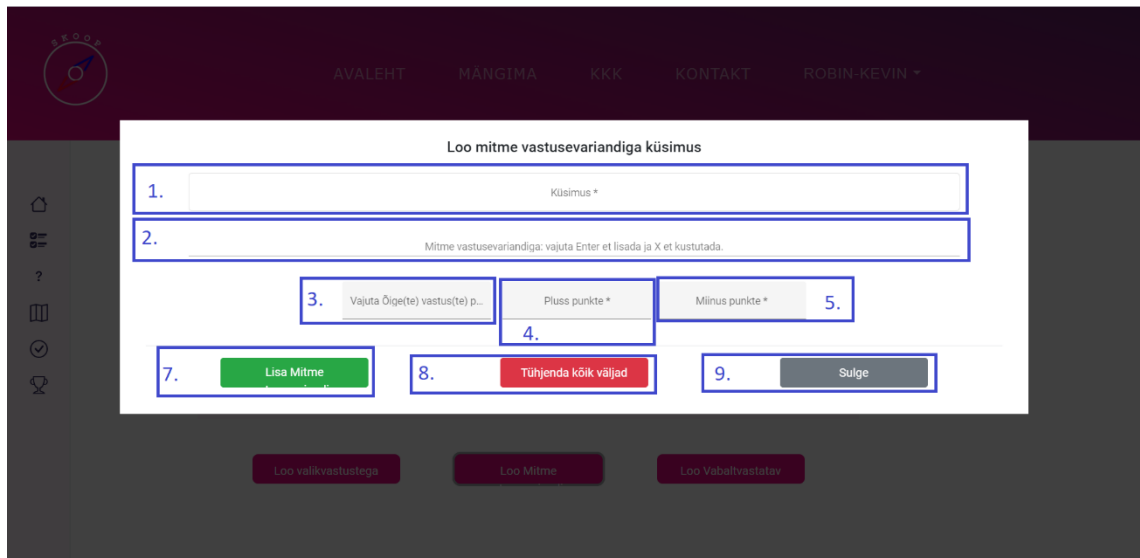 SKOOP
AVALEHT MÄNGIMA KKK KONTAKT ROBIN-KEVIN
Loo mitme vastusevariandiga küsimus
1. Küsimus *
2. Mitme vastusevariandiga: vajuta Enter et lisada ja X et kustutada.
3. Vajuta Õige(te) vastus(te) p... Pluss punkte * Miinus punkte * 5.
4.
7. Lisa Mitme 8. Tühjenda kõik väljad 9. Sulge
?
Loo valikvastustega Loo Mitme Loo Vabaltvastatav